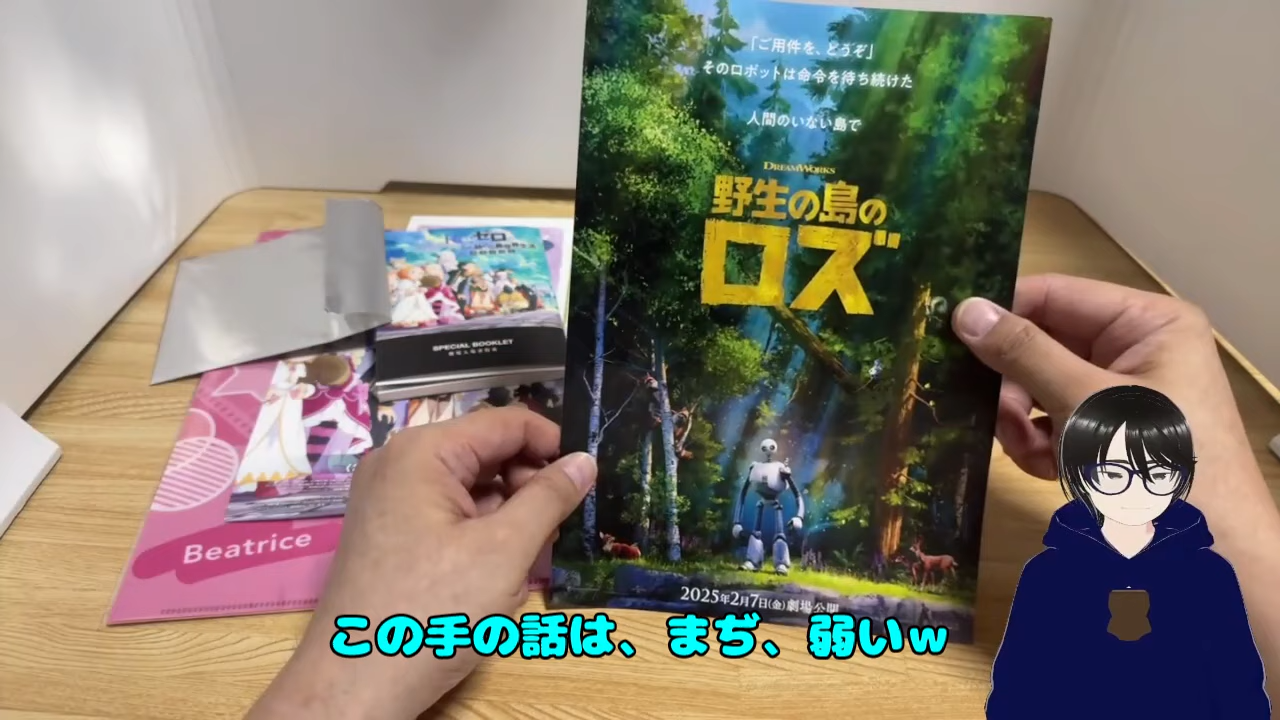 「ご用件を、どうぞ」
そのロボットは命令を待ち続けた
人間のいない島で
DREAMWORKS
野生の島の
ロズ
2025年2月7日(金)劇場公開
ゼロ
SPECIAL BOOKLET
Beatrice
この手の話は、まぢ、弱いｗ